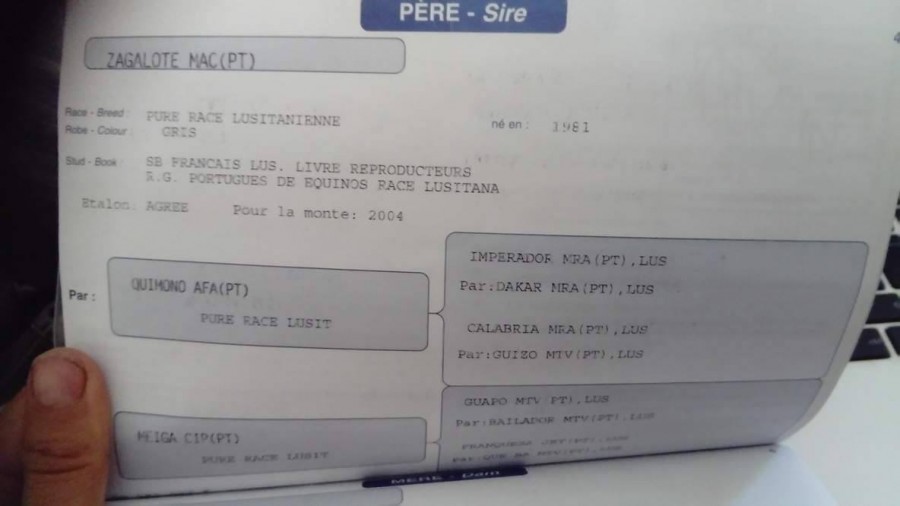 PÈRE - Sire
ZAGALOTE MAC(PT)
Race - Breed : PURE RACE LUSITANIENNE né en : 1981
Robe - Colour GRIS
Stud - Book : SB FRANCAIS LUS. LIVRE REPRODUCTEURS
R.G. PORTUGUES DE EQUINOS RACE LUSITANA
Etalon. AGREE Pour la monte: 2004
IMPERADOR MRA(PT),LUS
Par : QUIMONO AFA(PT) Par:DAKAR MRA(PT),LUS
PURE RACE LUSIT CALABRIA MRA(PT),LUS
Par:GUIZO MTV(PT),LUS
GUAPO MTV(PT),LUS
Par:BAILADOR MTV(PT),LUS
MEIGA CIP(PT)
PURE RACE LUSIT
MERE - Dam